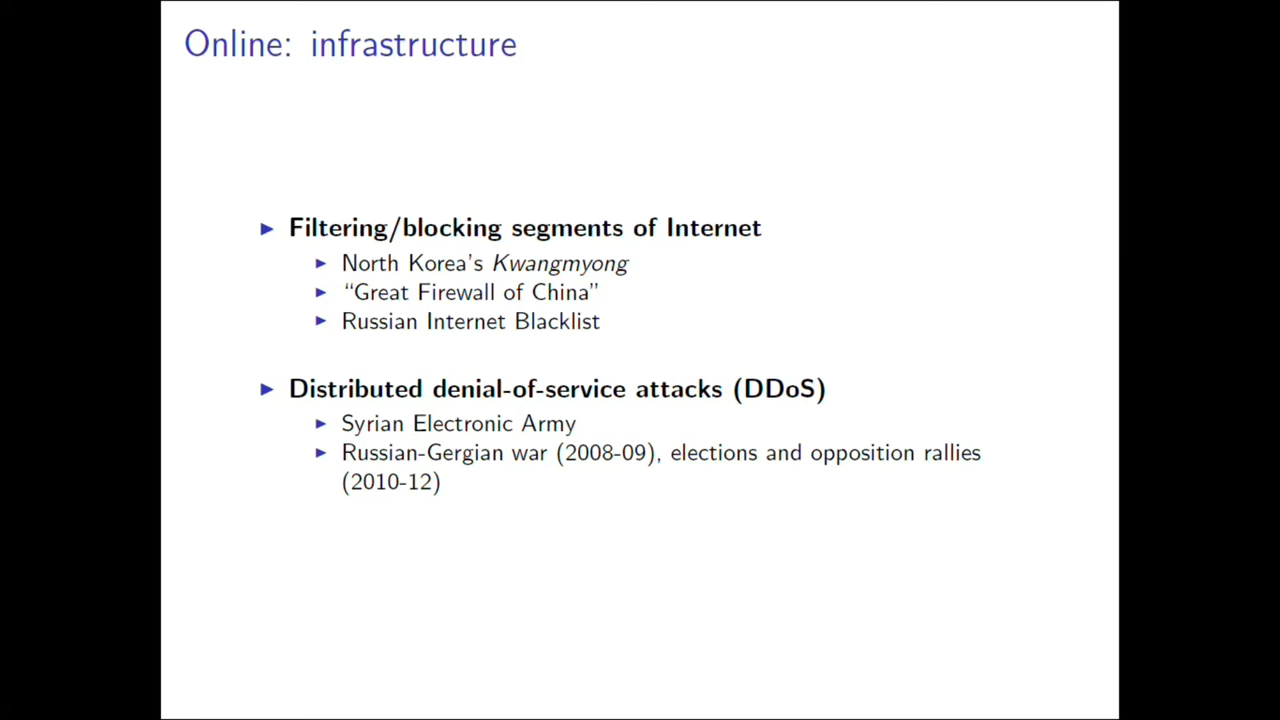 Online: infrastructure
▶ Filtering/blocking segments of Internet
▶ North Korea's Kwangmyong
▶ “Great Firewall of China”
▶ Russian Internet Blacklist
▶ Distributed denial-of-service attacks (DDoS)
▶ Syrian Electronic Army
▶ Russian-Gergian war (2008-09), elections and opposition rallies
(2010-12)